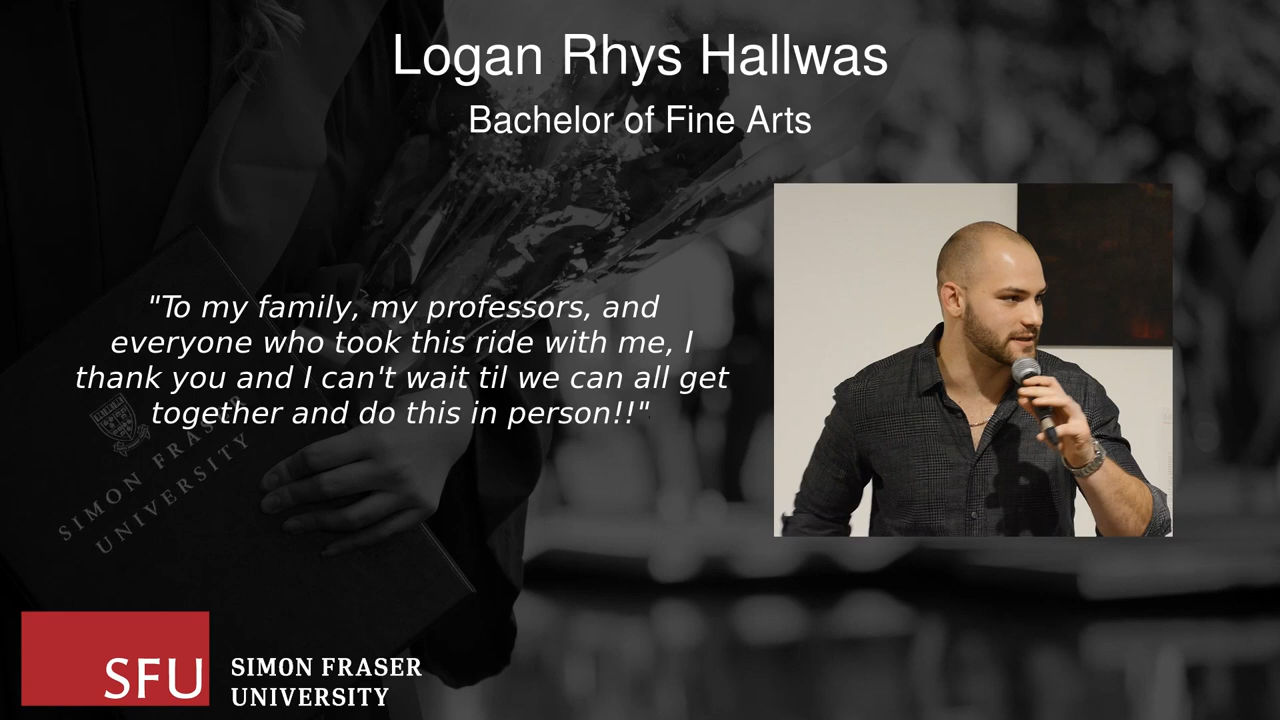 Logan Rhys Hallwas
Bachelor of Fine Arts
"To my family, my professors, and
everyone who took this ride with me, I
thank you and I can't wait til we can all get
together and do this in person!!"
SIMON FRASER
UNIVERSITY
SFU
SIMON FRASER
UNIVERSITY